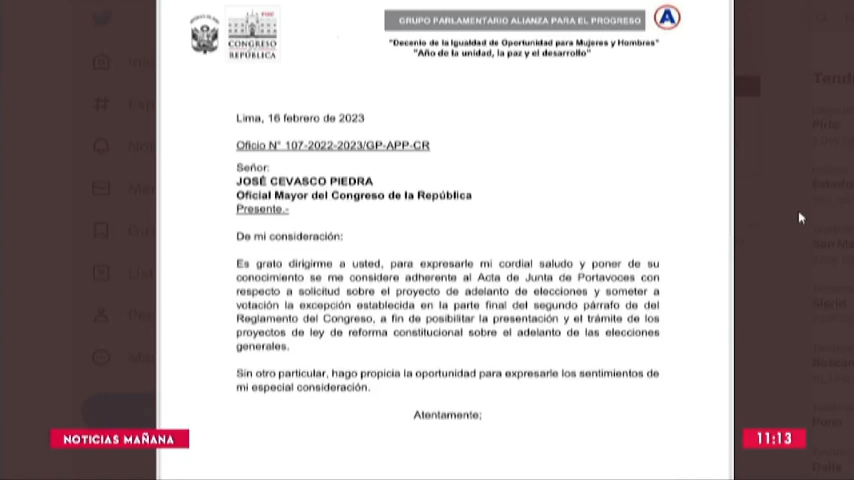 CONGRESO
REPÚBLICA
GRUPO PARLAMENTARIO ALIANZA PARA EL PROGRESO
A
"Decenio de la Igualdad de Oportunidad para Mujeres y Hombres"
"Año de la unidad, la paz y el desarrollo"
Lima, 16 febrero de 2023
Oficio N° 107-2022-2023/GP-APP-CR
Señor:
JOSÉ CEVASCO PIEDRA
Oficial Mayor del Congreso de la República
Presente.-
De mi consideración:
Es grato dirigirme a usted, para expresarle mi cordial saludo y poner de su
conocimiento se me considere adherente al Acta de Junta de Portavoces con
respecto a solicitud sobre el proyecto de adelanto de elecciones y someter a
votación la excepción establecida en la parte final del segundo párrafo de del
Reglamento del Congreso, a fin de posibilitar la presentación y el trámite de los
proyectos de ley de reforma constitucional sobre el adelanto de las elecciones
generales.
Sin otro particular, hago propicia la oportunidad para expresarle los sentimientos de
mi especial consideración.
Atentamente;
NOTICIAS MAÑANA
11:13